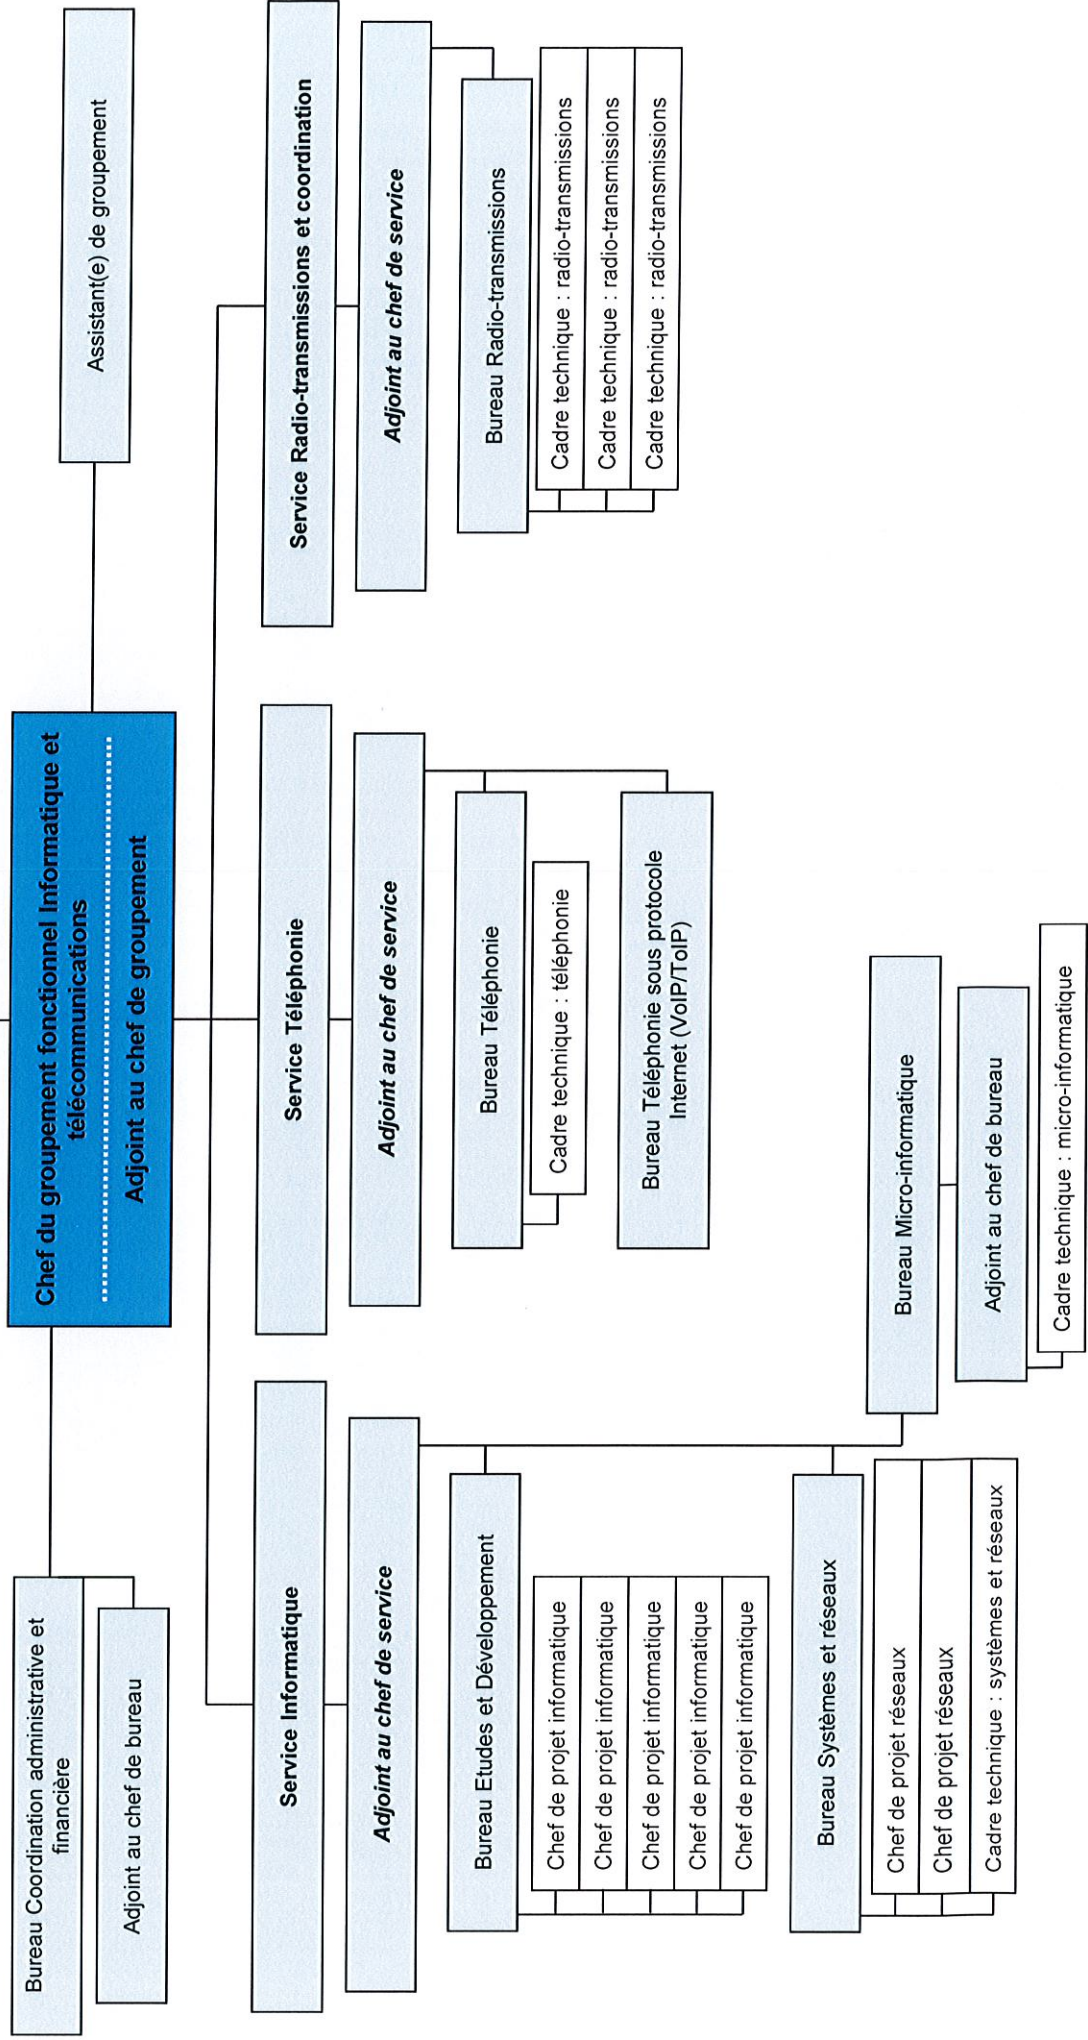 Chef du groupement fonctionnel Informatique et
télécommunications
Adjoint au chef de groupement
Bureau Coordination administrative et
financière
Adjoint au chef de bureau
Assistant(e) de groupement
Service Informatique
Adjoint au chef de service
Bureau Etudes et Développement
Chef de projet informatique
Chef de projet informatique
Chef de projet informatique
Chef de projet informatique
Chef de projet informatique
Bureau Systèmes et réseaux
Chef de projet réseaux
Chef de projet réseaux
Cadre technique : systèmes et réseaux
Bureau Micro-informatique
Adjoint au chef de bureau
Cadre technique : micro-informatique
Service Téléphonie
Adjoint au chef de service
Bureau Téléphonie
Cadre technique : téléphonie
Bureau Téléphonie sous protocole
Internet (VoIP/ToIP)
Service Radio-transmissions et coordination
Adjoint au chef de service
Bureau Radio-transmissions
Cadre technique : radio-transmissions
Cadre technique : radio-transmissions
Cadre technique : radio-transmissions